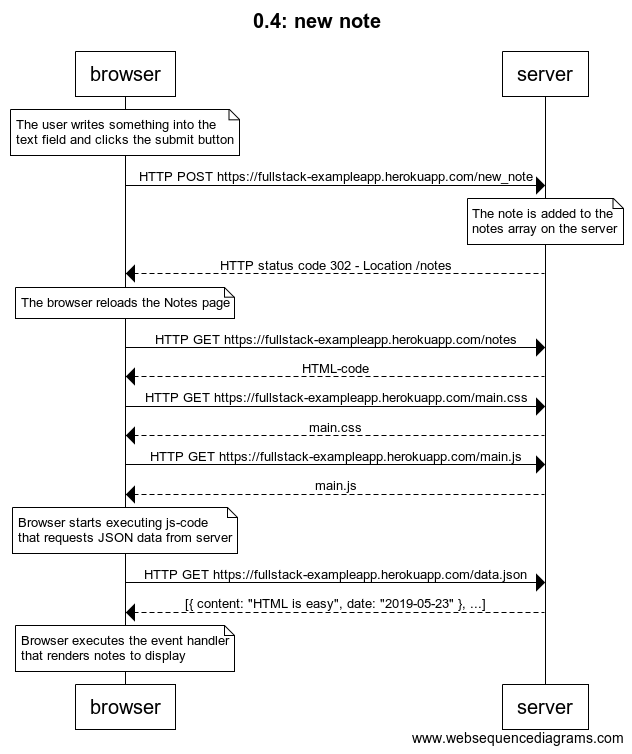 0.4: new note
browser
server
The user writes something into the
text field and clicks the submit button
HTTP POST https://fullstack-exampleapp.herokuapp.com/new_note
The note is added to the
notes array on the server
HTTP status code 302 - Location /notes
The browser reloads the Notes page
HTTP GET https://fullstack-exampleapp.herokuapp.com/notes
HTML-code
HTTP GET https://fullstack-exampleapp.herokuapp.com/main.css
main.css
HTTP GET https://fullstack-exampleapp.herokuapp.com/main.js
main.js
Browser starts executing js-code
that requests JSON data from server
HTTP GET https://fullstack-exampleapp.herokuapp.com/data.json
[{ content: "HTML is easy", date: "2019-05-23" }, ...]
Browser executes the event handler
that renders notes to display
browser
server
www.websequencediagrams.com